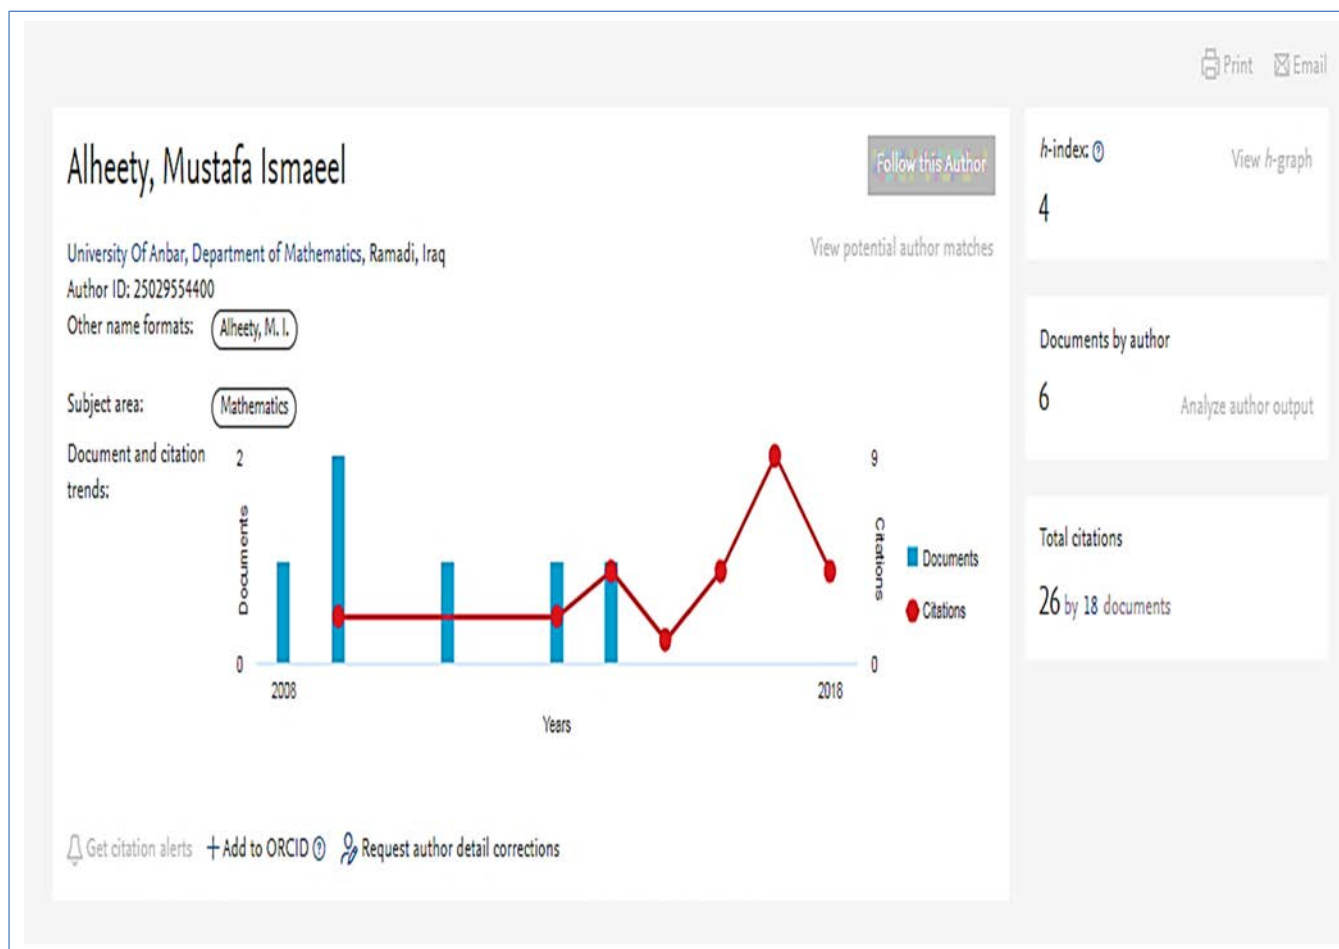 Print Email
Alheety, Mustafa Ismaeel
Follow this Author
University Of Anbar, Department of Mathematics, Ramadi, Iraq
View potential author matches
Author ID: 25029554400
Other name formats: Alheety, M. I.
Subject area: Mathematics
Document and citation
trends:
2
9
Documents
Citations
Documents
Citations
0
0
2008
2018
Years
Get citation alerts + Add to ORCID ? Request author detail corrections
h-index: ?
View h-graph
4
Documents by author
6
Analyze author output
Total citations
26 by 18 documents